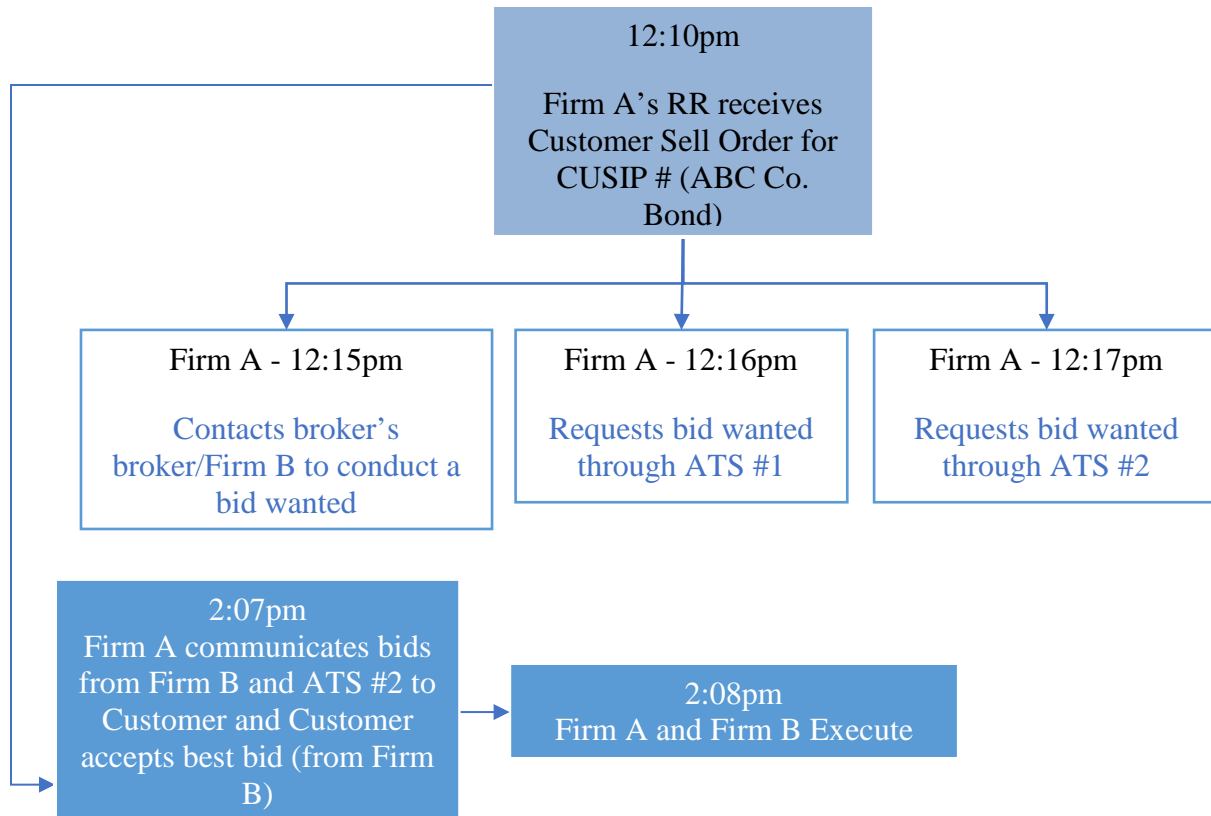 12:10pm
Firm A’s RR receives
Customer Sell Order for
CUSIP # (ABC Co.
Bond)
Firm A - 12:15pm
Contacts broker’s
broker/Firm B to conduct a
bid wanted
Firm A - 12:16pm
Requests bid wanted
through ATS #1
Firm A - 12:17pm
Requests bid wanted
through ATS #2
2:07pm
Firm A communicates bids
from Firm B and ATS #2 to
Customer and Customer
accepts best bid (from Firm
B)
2:08pm
Firm A and Firm B Execute